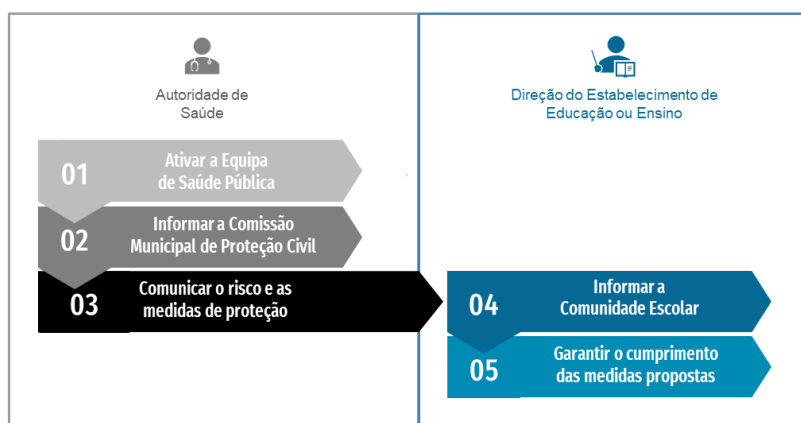 Autoridade de
Saúde
Direção do Estabelecimento de
Educação ou Ensino
01
Ativar a Equipa
de Saúde Pública
02
Informar a Comissão
Municipal de Proteção Civil
03
Comunicar o risco e as
medidas de proteção
04
Informar a
Comunidade Escolar
05
Garantir o cumprimento
das medidas propostas